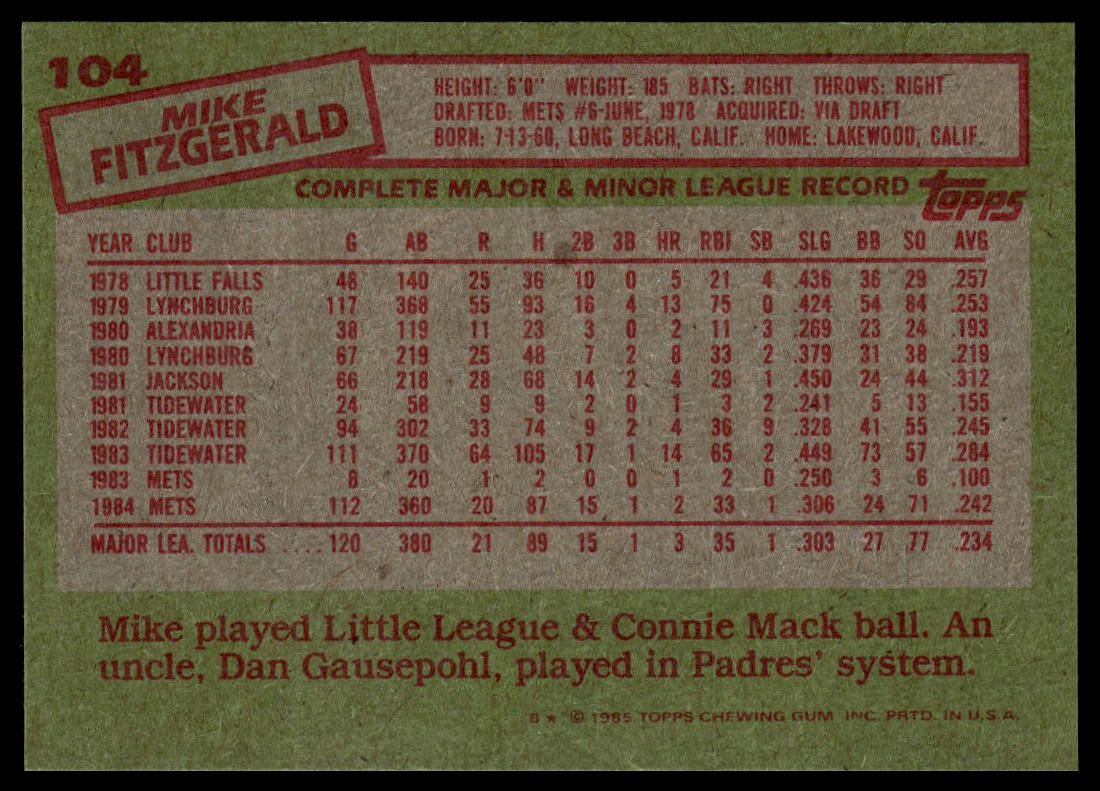 104
MIKE
FITZGERALD
HEIGHT: 6'0" WEIGHT: 185 BATS: RIGHT THROWS: RIGHT
DRAFTED: METS #6-JUNE, 1978 ACQUIRED: VIA DRAFT
BORN: 7-13-60, LONG BEACH, CALIF. HOME: LAKEWOOD, CALIF.
COMPLETE MAJOR & MINOR LEAGUE RECORD topps
YEAR CLUB G AB R H 2B 3B HR RBI SB SLG BB SO AVG
1978 LITTLE FALLS 48 140 25 36 10 0 5 21 4 .436 36 29 .257
1979 LYNCHBURG 117 368 55 93 16 4 13 75 0 .424 54 84 .253
1980 ALEXANDRIA 38 119 11 23 3 0 2 11 3 .269 23 24 .193
1980 LYNCHBURG 67 219 25 48 7 2 8 33 2 .379 31 38 .219
1981 JACKSON 66 218 28 68 14 2 4 29 1 .450 24 44 .312
1981 TIDEWATER 24 58 9 9 2 0 1 3 2 .241 5 13 .155
1982 TIDEWATER 94 302 33 74 9 2 4 36 9 .328 41 55 .245
1983 TIDEWATER 111 370 64 105 17 1 14 65 2 .449 73 57 .284
1983 METS 8 20 1 2 0 0 1 2 0 .250 3 6 .100
1984 METS 112 360 20 87 15 1 2 33 1 .306 24 71 .242
MAJOR LEA. TOTALS .... 120 380 21 89 15 1 3 35 1 .303 27 77 .234
Mike played Little League & Connie Mack ball. An
uncle, Dan Gausepohl, played in Padres' system.
B★ © 1985 TOPPS CHEWING GUM, INC. PRTD. IN U.S.A.